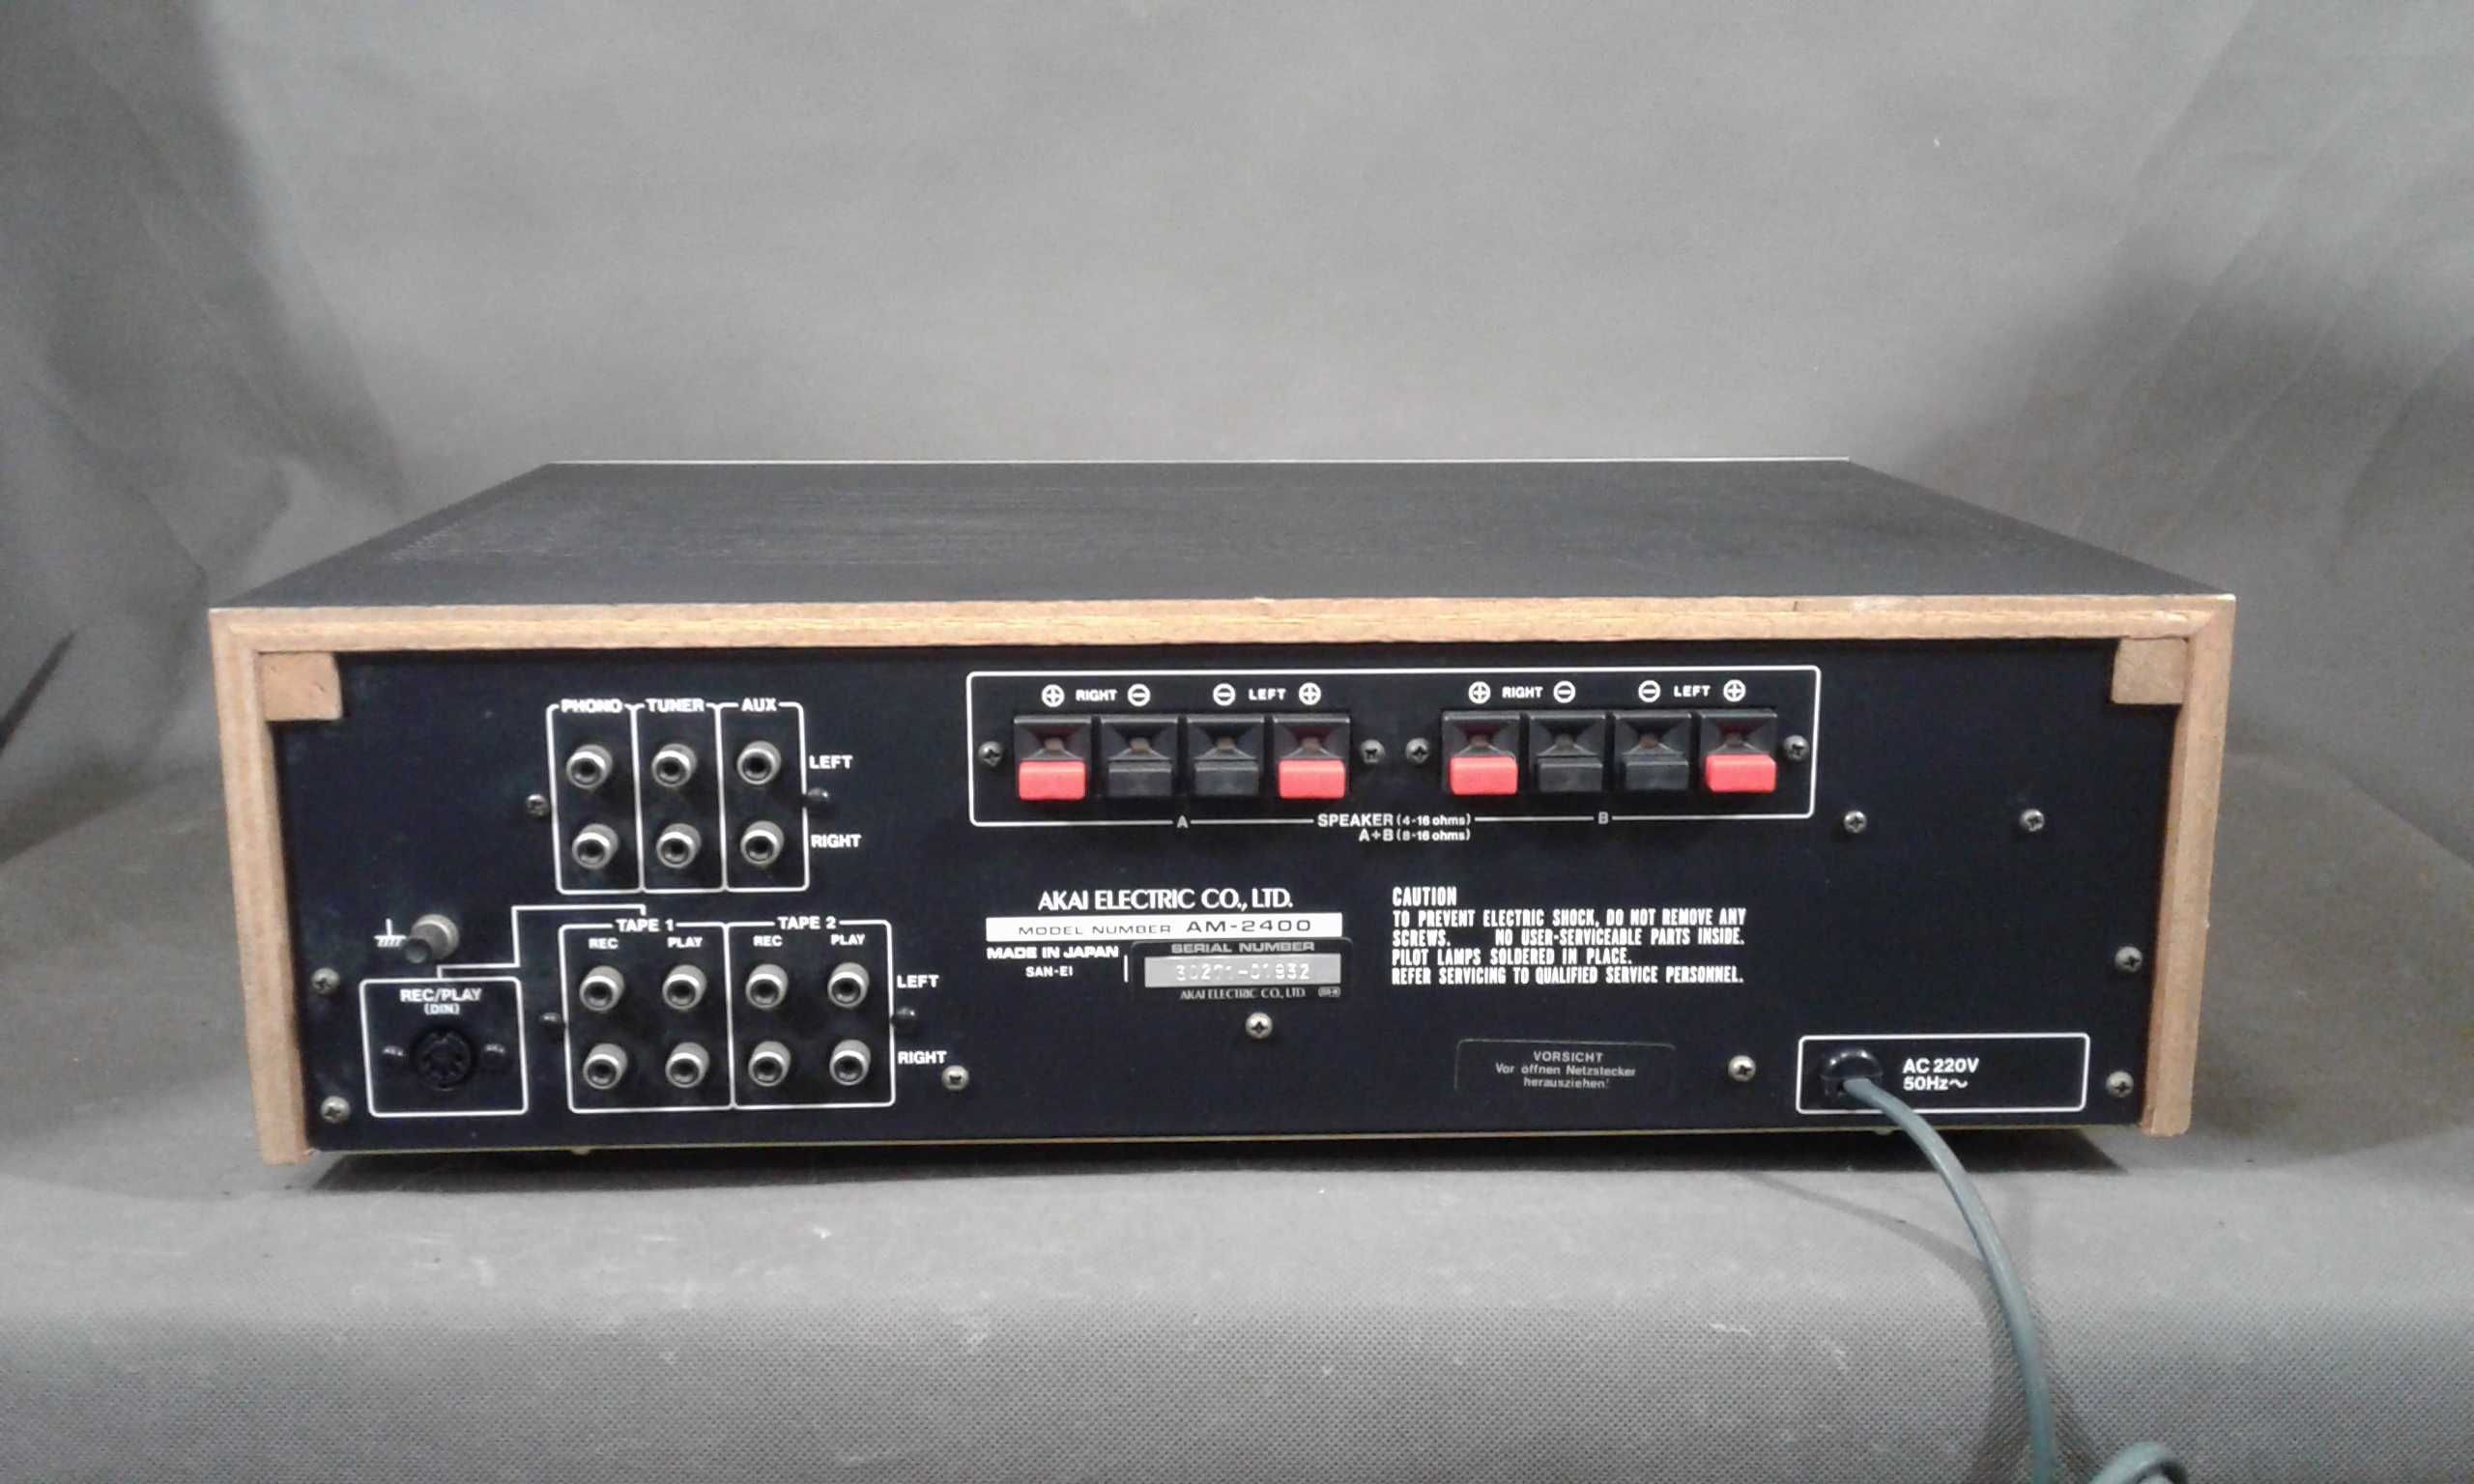 PHONO TUNER AUX
LEFT
RIGHT
⊕ RIGHT ⊖ ⊖ LEFT ⊕
⊕ RIGHT ⊖ ⊖ LEFT ⊕
A SPEAKER (4-16 ohms) B
A+B (8-16 ohms)
TAPE 1 TAPE 2
REC PLAY REC PLAY
LEFT
RIGHT
REC/PLAY
(DIN)
AKAI ELECTRIC CO., LTD.
MODEL NUMBER AM-2400
MADE IN JAPAN
SAN-EI
SERIAL NUMBER
30271-01932
AKAI ELECTRIC CO., LTD.
CAUTION
TO PREVENT ELECTRIC SHOCK, DO NOT REMOVE ANY
SCREWS. NO USER-SERVICEABLE PARTS INSIDE.
PILOT LAMPS SOLDERED IN PLACE.
REFER SERVICING TO QUALIFIED SERVICE PERSONNEL.
VORSICHT
Vor öffnen Netzstecker
herausziehen!
AC 220V
50Hz～